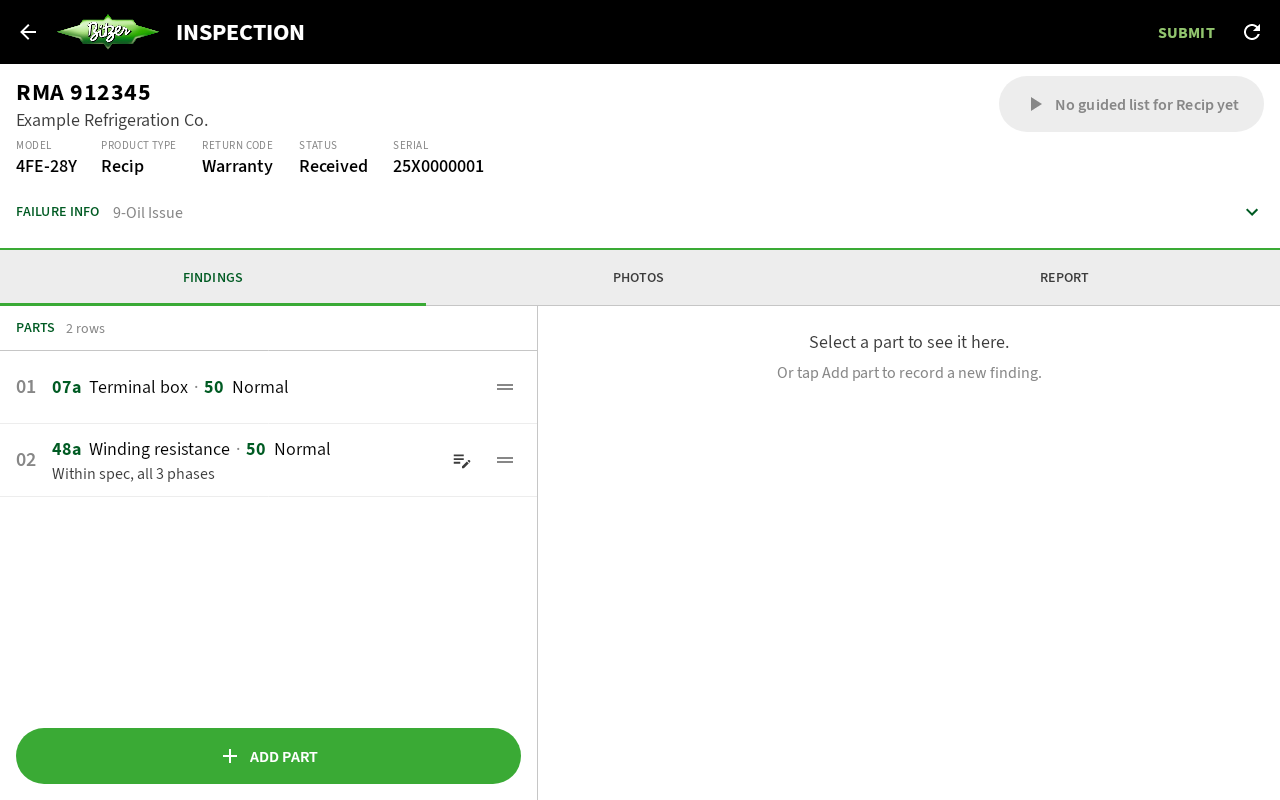 Bitzer
INSPECTION
SUBMIT
RMA 912345
Example Refrigeration Co.
No guided list for Recip yet
MODEL PRODUCT TYPE RETURN CODE STATUS SERIAL
4FE-28Y Recip Warranty Received 25X0000001
FAILURE INFO 9-Oil Issue
FINDINGS PHOTOS REPORT
PARTS 2 rows
01 07a Terminal box · 50 Normal
02 48a Winding resistance · 50 Normal
Within spec, all 3 phases
ADD PART
Select a part to see it here.
Or tap Add part to record a new finding.